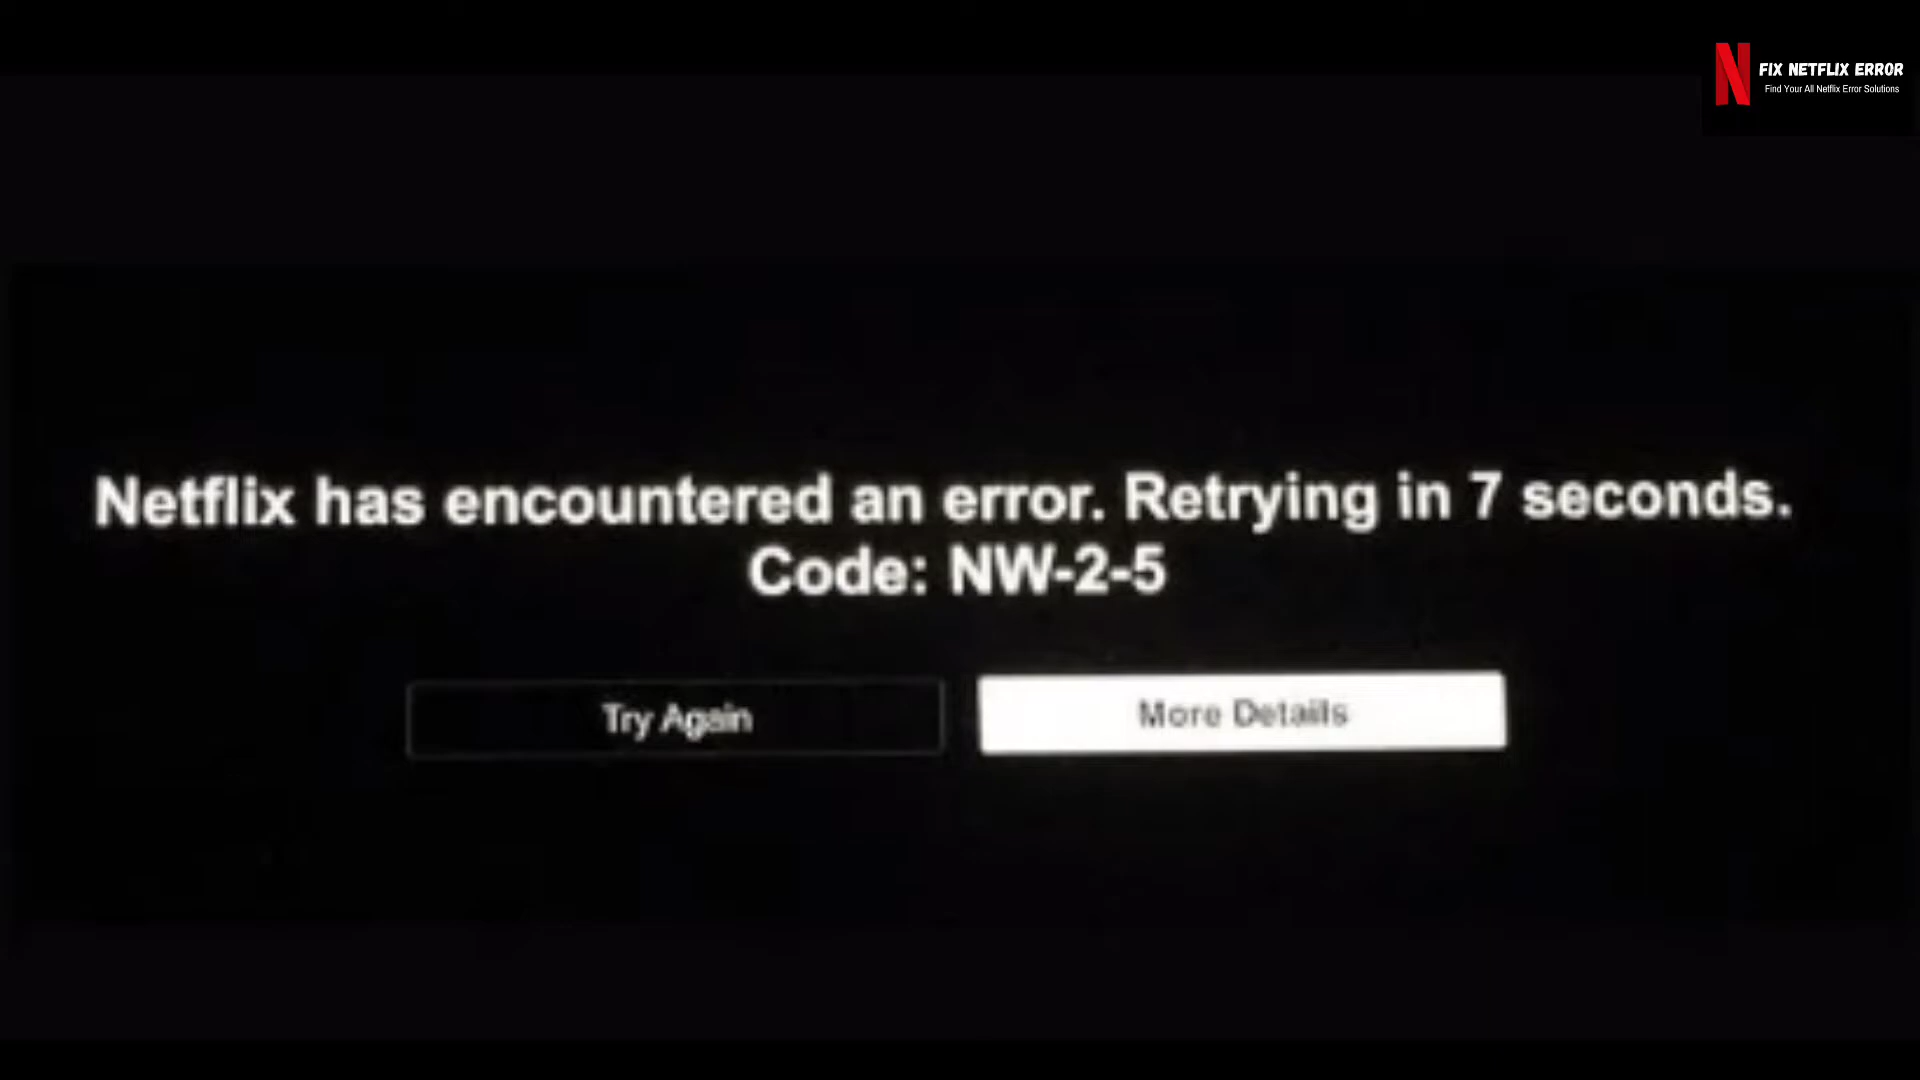 FIX NETFLIX ERROR
Find Your All Netflix Error Solutions
Netflix has encountered an error. Retrying in 7 seconds.
Code: NW-2-5
Try Again
More Details